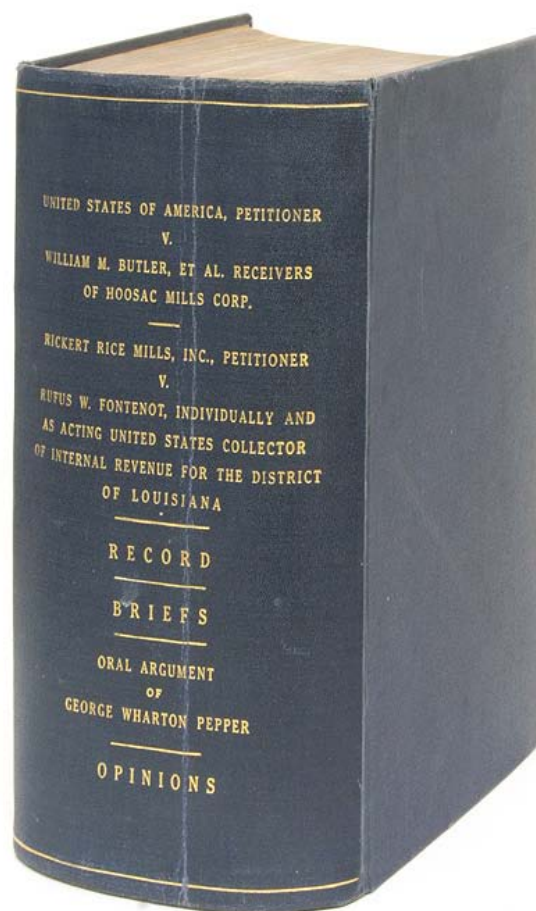 UNITED STATES OF AMERICA, PETITIONER
V.
WILLIAM M. BUTLER, ET AL. RECEIVERS
OF HOOSAC MILLS CORP.
RICKERT RICE MILLS, INC., PETITIONER
V.
RUFUS W. FONTENOT, INDIVIDUALLY AND
AS ACTING UNITED STATES COLLECTOR
OF INTERNAL REVENUE FOR THE DISTRICT
OF LOUISIANA
RECORD
BRIEFS
ORAL ARGUMENT
OF
GEORGE WHARTON PEPPER
OPINIONS